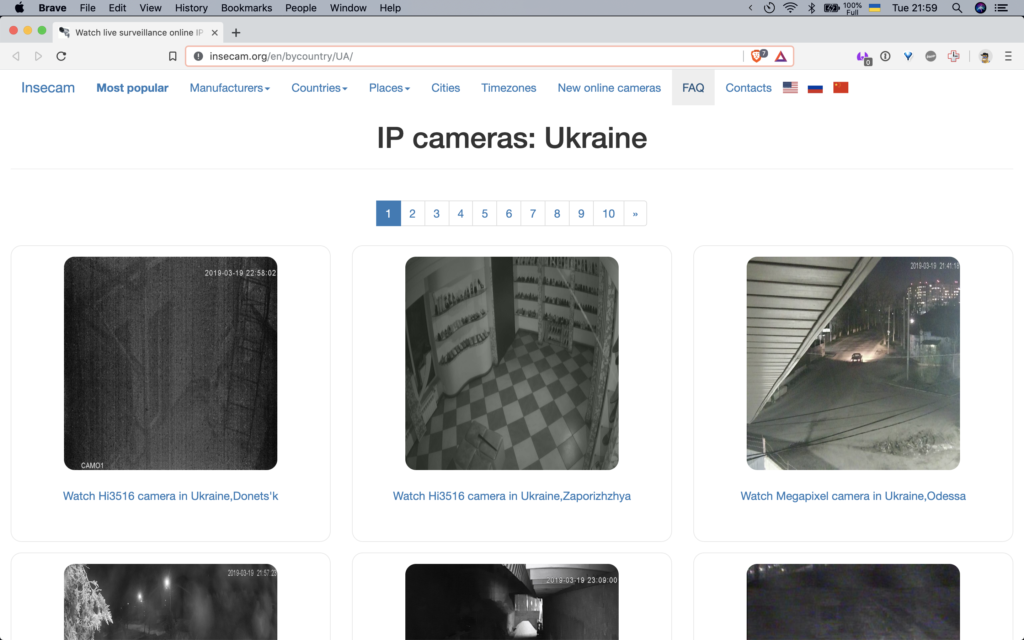 Brave File Edit View History Bookmarks People Window Help 100% Full Tue 21:59
Watch live surveillance online IP
insecam.org/en/bycountry/UA/ 7 0
Insecam Most popular Manufacturers Countries Places Cities Timezones New online cameras FAQ Contacts
IP cameras: Ukraine
1 2 3 4 5 6 7 8 9 10 »
2019-03-19 22:58:02
2019-03-19 21:41:18
CAM01
Watch Hi3516 camera in Ukraine,Donets'k Watch Hi3516 camera in Ukraine,Zaporizhzhya Watch Megapixel camera in Ukraine,Odessa
2019-03-19 21:57:23 2019-03-19 23:09:00